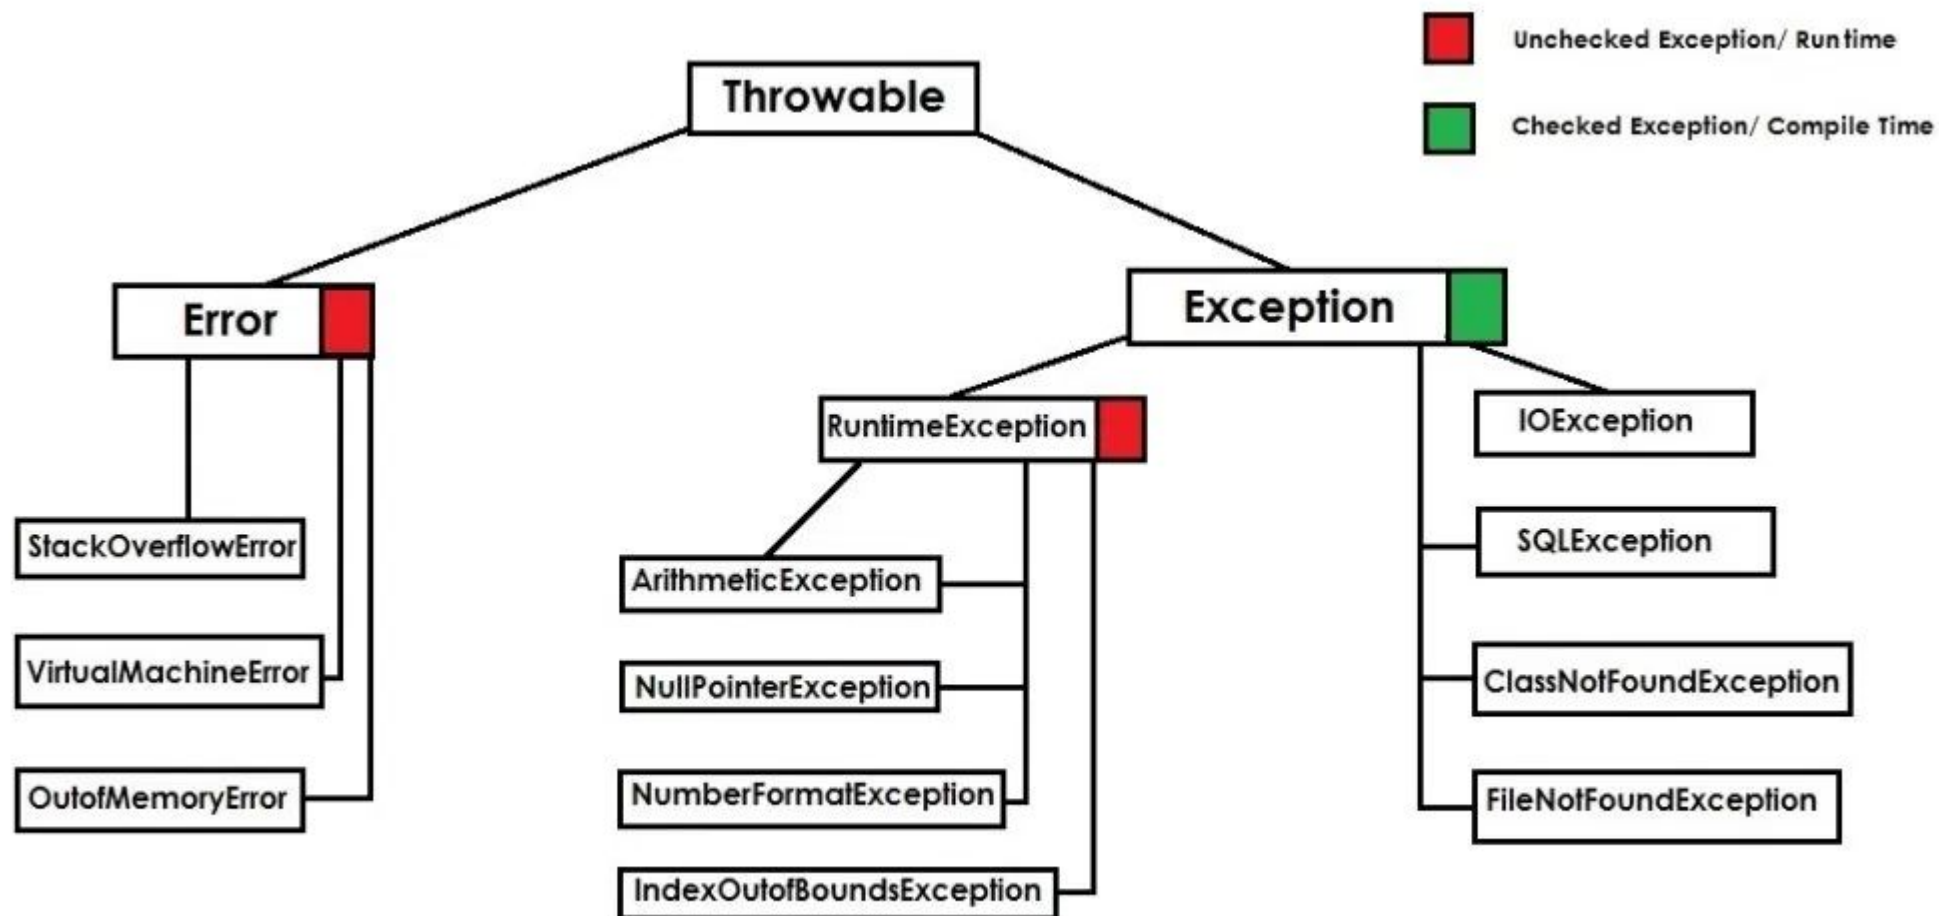 Unchecked Exception/ Runtime
Throwable
Checked Exception/ Compile Time
Error
Exception
RuntimeException
IOException
StackOverflowError
SQLException
ArithmeticException
VirtualMachineError
NullPointerException
ClassNotFoundException
OutofMemoryError
NumberFormatException
FileNotFoundException
IndexOutofBoundsException